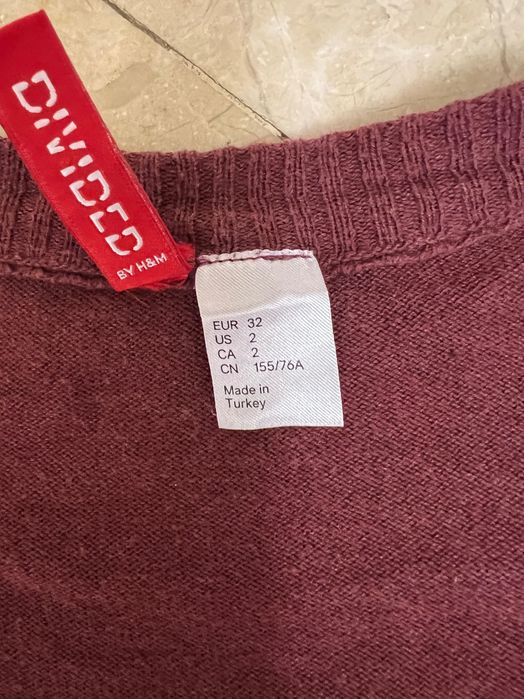 DIVIDED
BY H&M
EUR 32
US 2
CA 2
CN 155/76A
Made in
Turkey